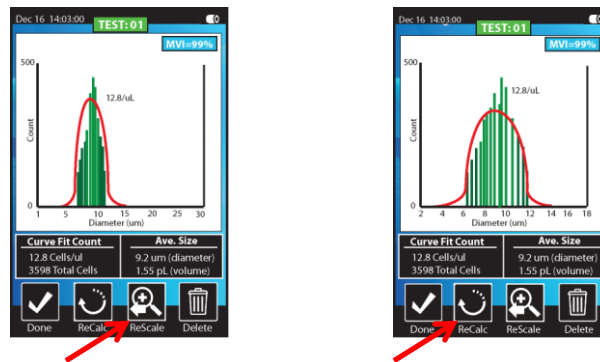 Dec 16 14:03:00
TEST: 01
MVI=99%
500
12.8/uL
Count
0
1 5 10 15 20 25 30
Diameter (um)
Curve Fit Count Ave. Size
12.8 Cells/ul 9.2 um (diameter)
3598 Total Cells 1.55 pL (volume)
Done ReCalc ReScale Delete
Dec 16 14:03:00
TEST: 01
MVI=99%
500
12.8/uL
Count
0
2 4 6 8 10 12 14 16 18
Diameter (um)
Curve Fit Count Ave. Size
12.8 Cells/ul 9.2 um (diameter)
3598 Total Cells 1.55 pL (volume)
Done ReCalc ReScale Delete